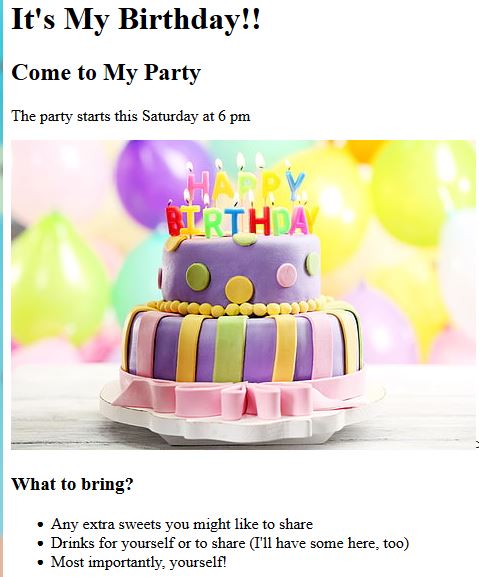 It's My Birthday!!
Come to My Party
The party starts this Saturday at 6 pm
HAPPY
BIRTHDAY
What to bring?
Any extra sweets you might like to share
Drinks for yourself or to share (I'll have some here, too)
Most importantly, yourself!